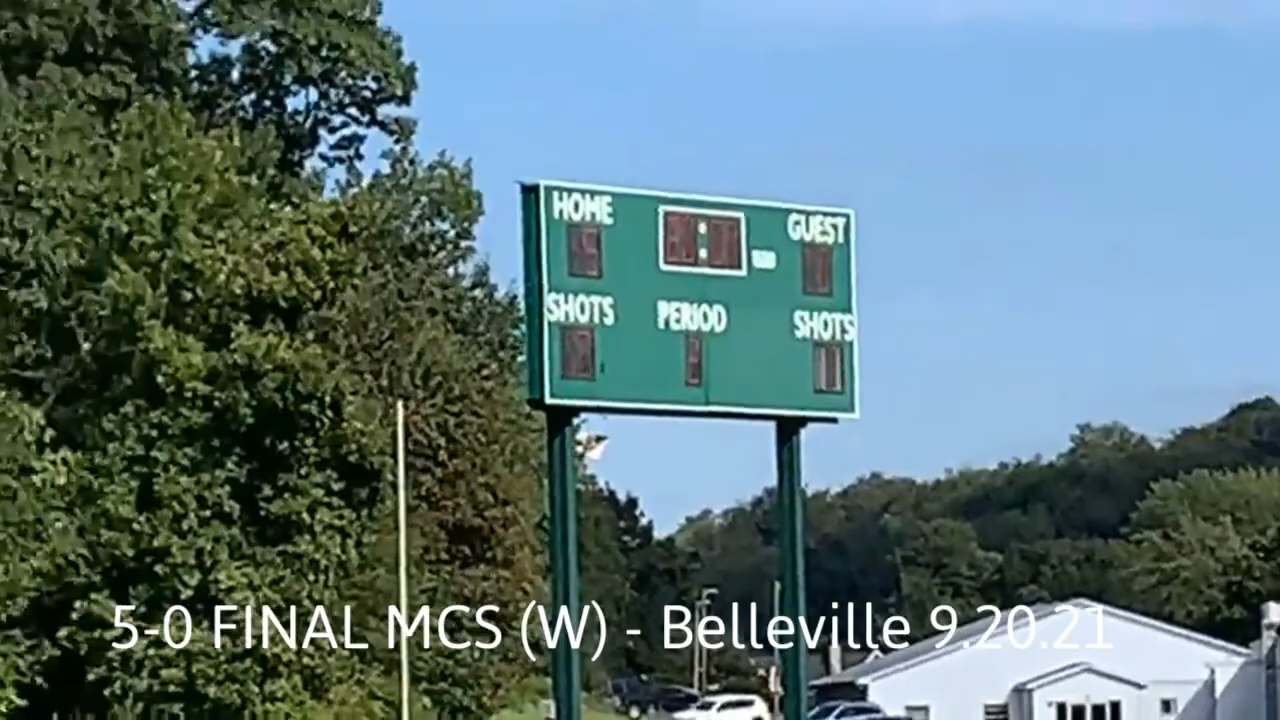 HOME
GUEST
SHOTS
PERIOD
SHOTS
5-0 FINAL MCS (W) - Belleville 9.20.21